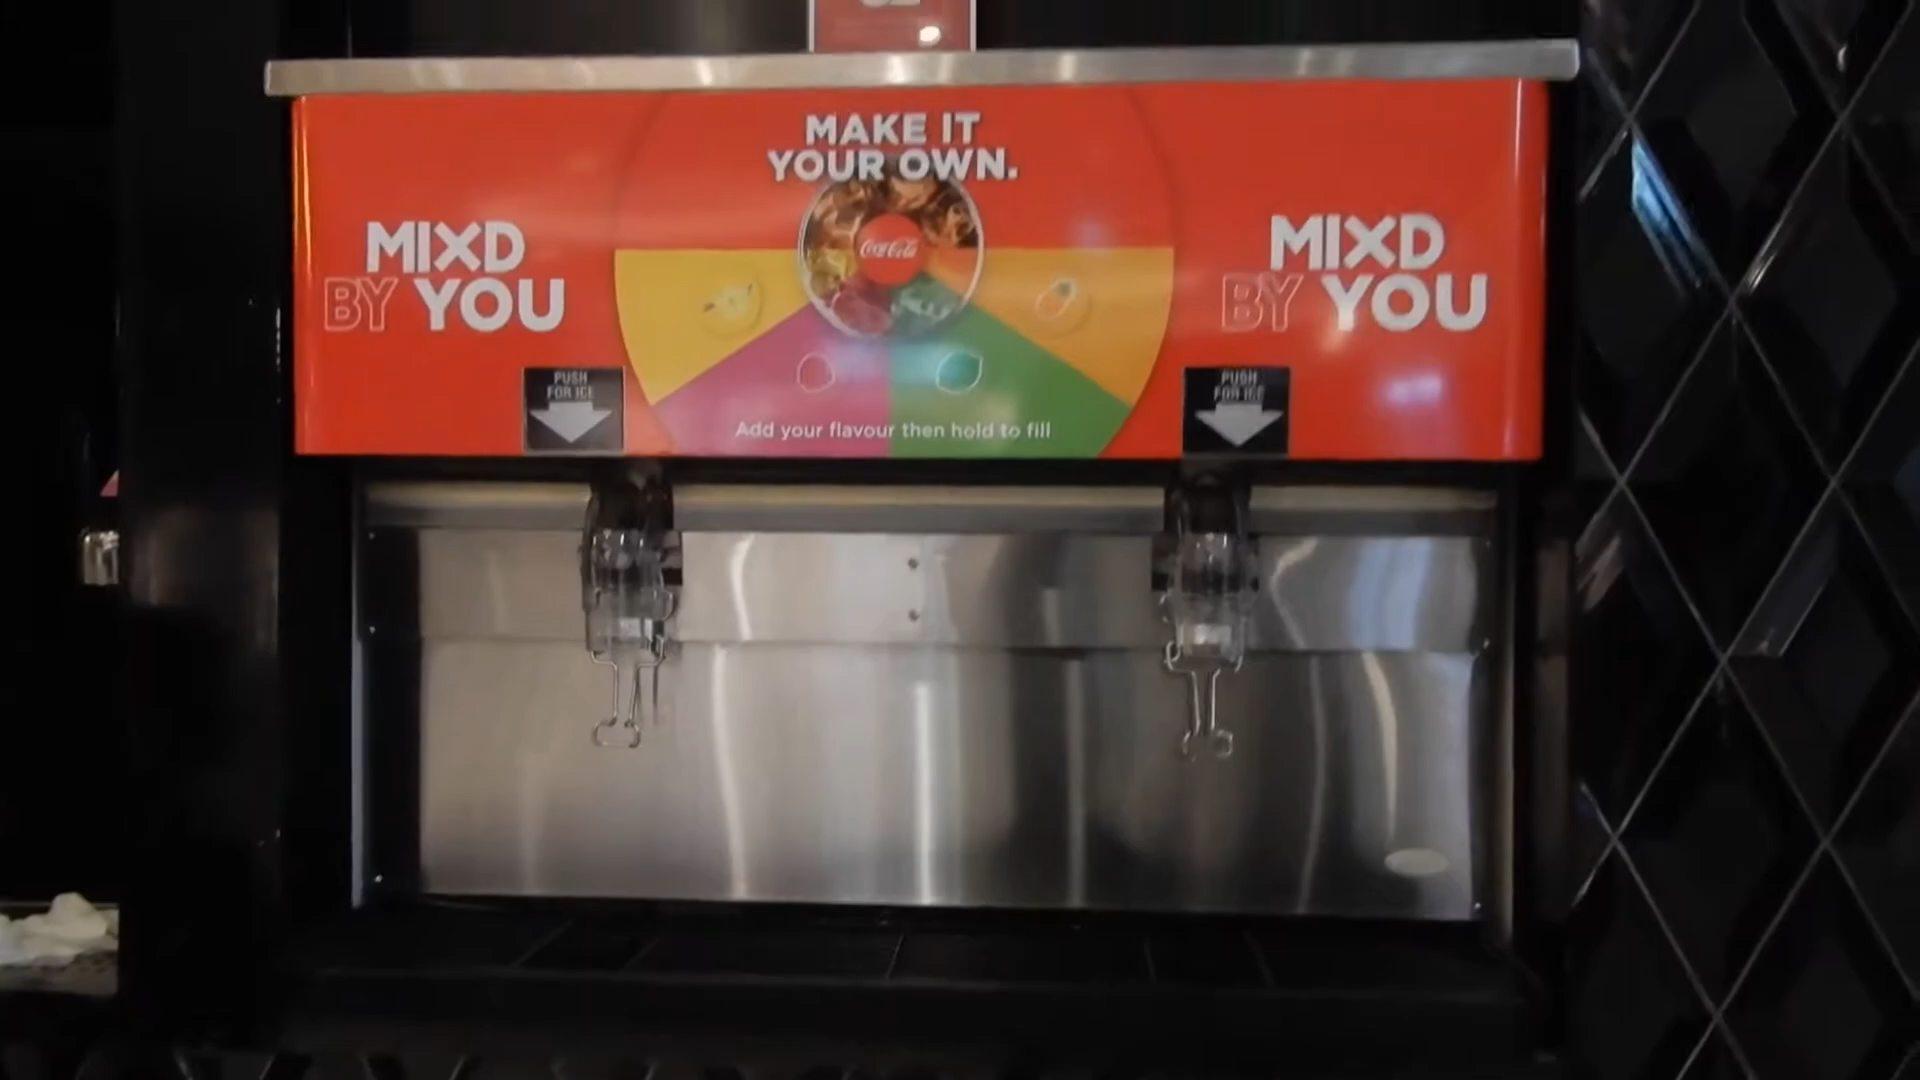 MAKE IT
YOUR OWN.
Coca-Cola
MIXD
BY YOU
MIXD
BY YOU
PUSH
FOR ICE
PUSH
FOR ICE
Add your flavour then hold to fill